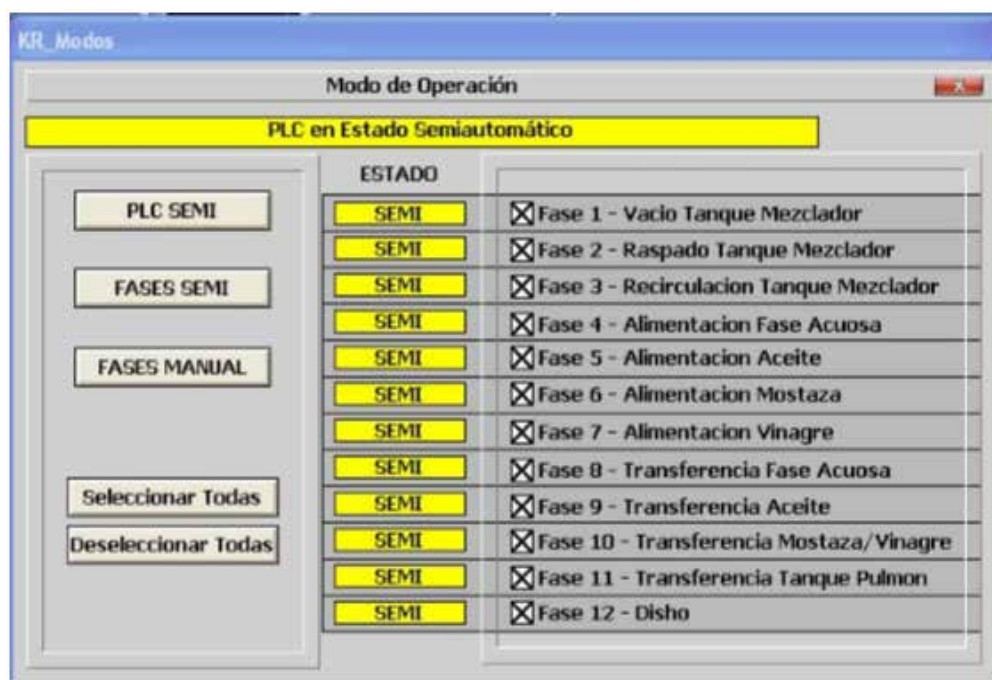 KR_Modos
Modo de Operación
X
PLC en Estado Semiautomático
ESTADO
PLC SEMI
FASES SEMI
FASES MANUAL
Seleccionar Todas
Deseleccionar Todas
SEMI Fase 1 - Vacio Tanque Mezclador
SEMI Fase 2 - Raspado Tanque Mezclador
SEMI Fase 3 - Recirculacion Tanque Mezclador
SEMI Fase 4 - Alimentacion Fase Acuosa
SEMI Fase 5 - Alimentacion Aceite
SEMI Fase 6 - Alimentacion Mostaza
SEMI Fase 7 - Alimentacion Vinagre
SEMI Fase 8 - Transferencia Fase Acuosa
SEMI Fase 9 - Transferencia Aceite
SEMI Fase 10 - Transferencia Mostaza/Vinagre
SEMI Fase 11 - Transferencia Tanque Pulmon
SEMI Fase 12 - Disho